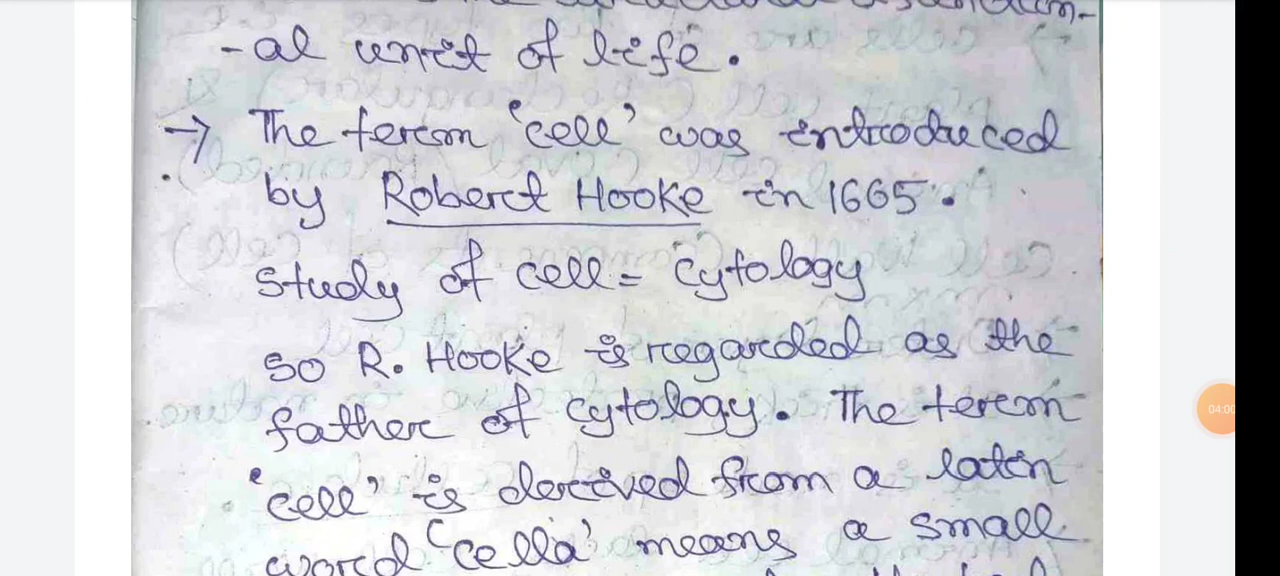 -al unit of life.
→ The term 'cell' was introduced
by Robert Hooke in 1665.
Study of cell = Cytology
so R. Hooke is regarded as the
father of cytology. The term
'cell' is derived from a latin
word 'cella' means a small
04:00